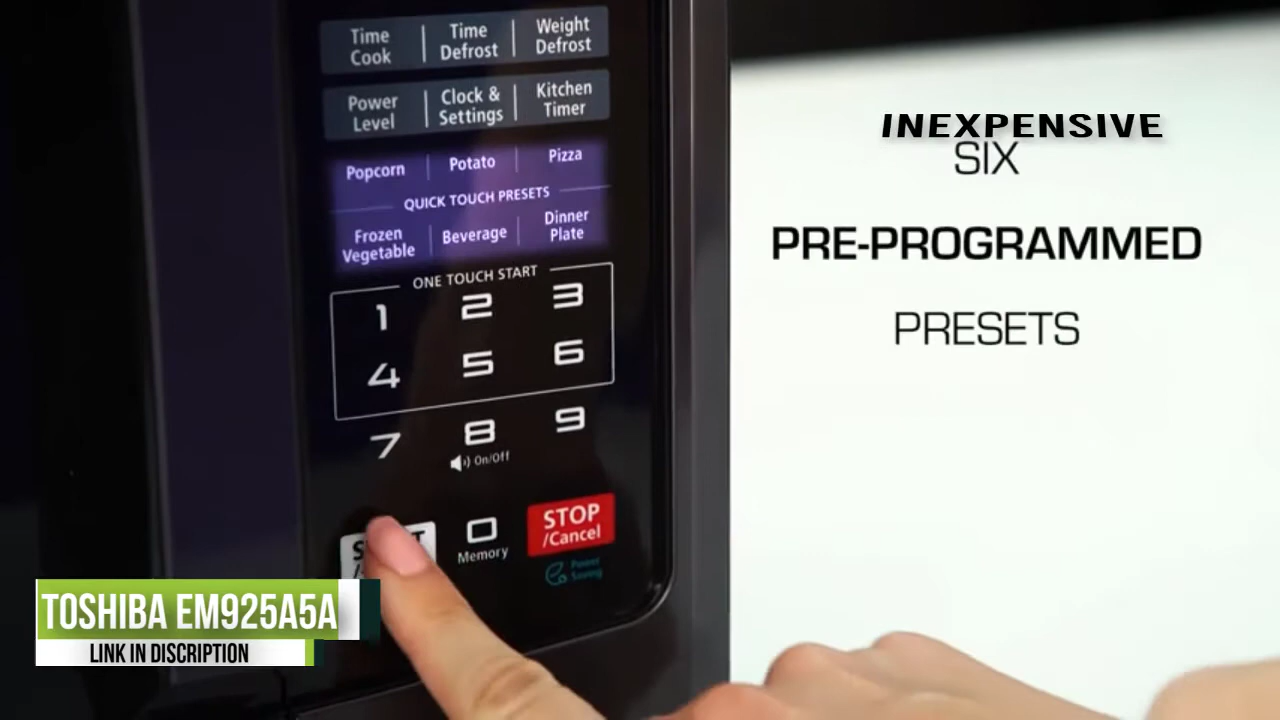 Time Cook
Time Defrost
Weight Defrost
Power Level
Clock & Settings
Kitchen Timer
Popcorn
Potato
Pizza
QUICK TOUCH PRESETS
Frozen Vegetable
Beverage
Dinner Plate
ONE TOUCH START
1 2 3
4 5 6
7 8 9
On/Off
0
Memory
STOP
/Cancel
Power
Saving
INEXPENSIVE
SIX
PRE-PROGRAMMED
PRESETS
TOSHIBA EM925A5A
LINK IN DISCRIPTION